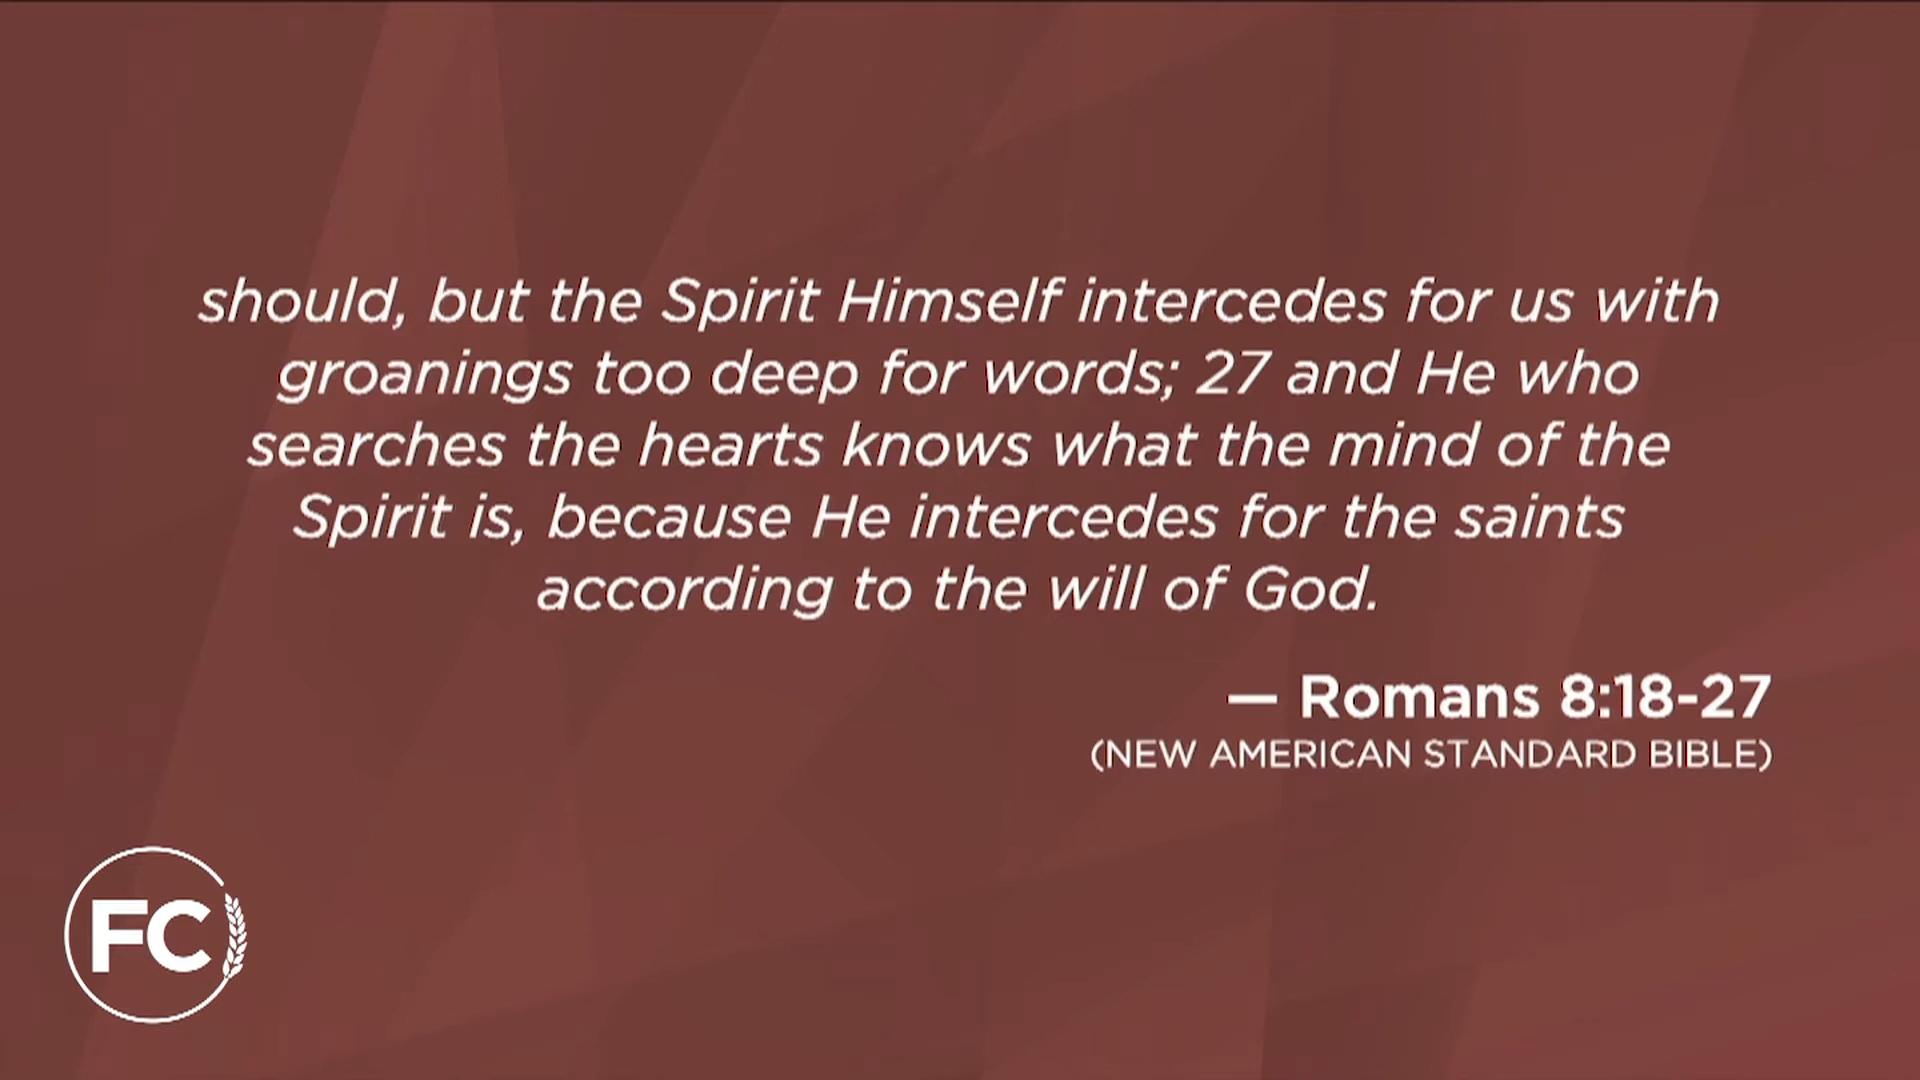 should, but the Spirit Himself intercedes for us with
groanings too deep for words; 27 and He who
searches the hearts knows what the mind of the
Spirit is, because He intercedes for the saints
according to the will of God.
— Romans 8:18-27
(NEW AMERICAN STANDARD BIBLE)
FC